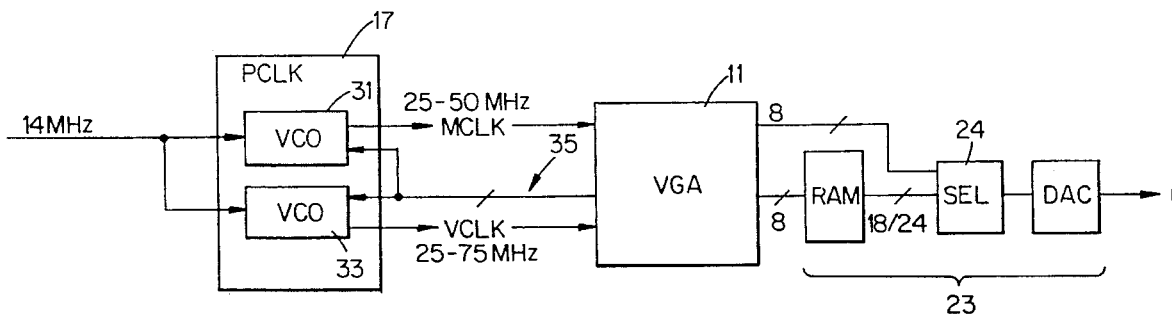 17
PCLK
31
VCO
14MHz
25-50 MHz
MCLK
35
VCO
33
VCLK
25-75 MHz
11
VGA
8
8
RAM
18/24
24
SEL
DAC
23